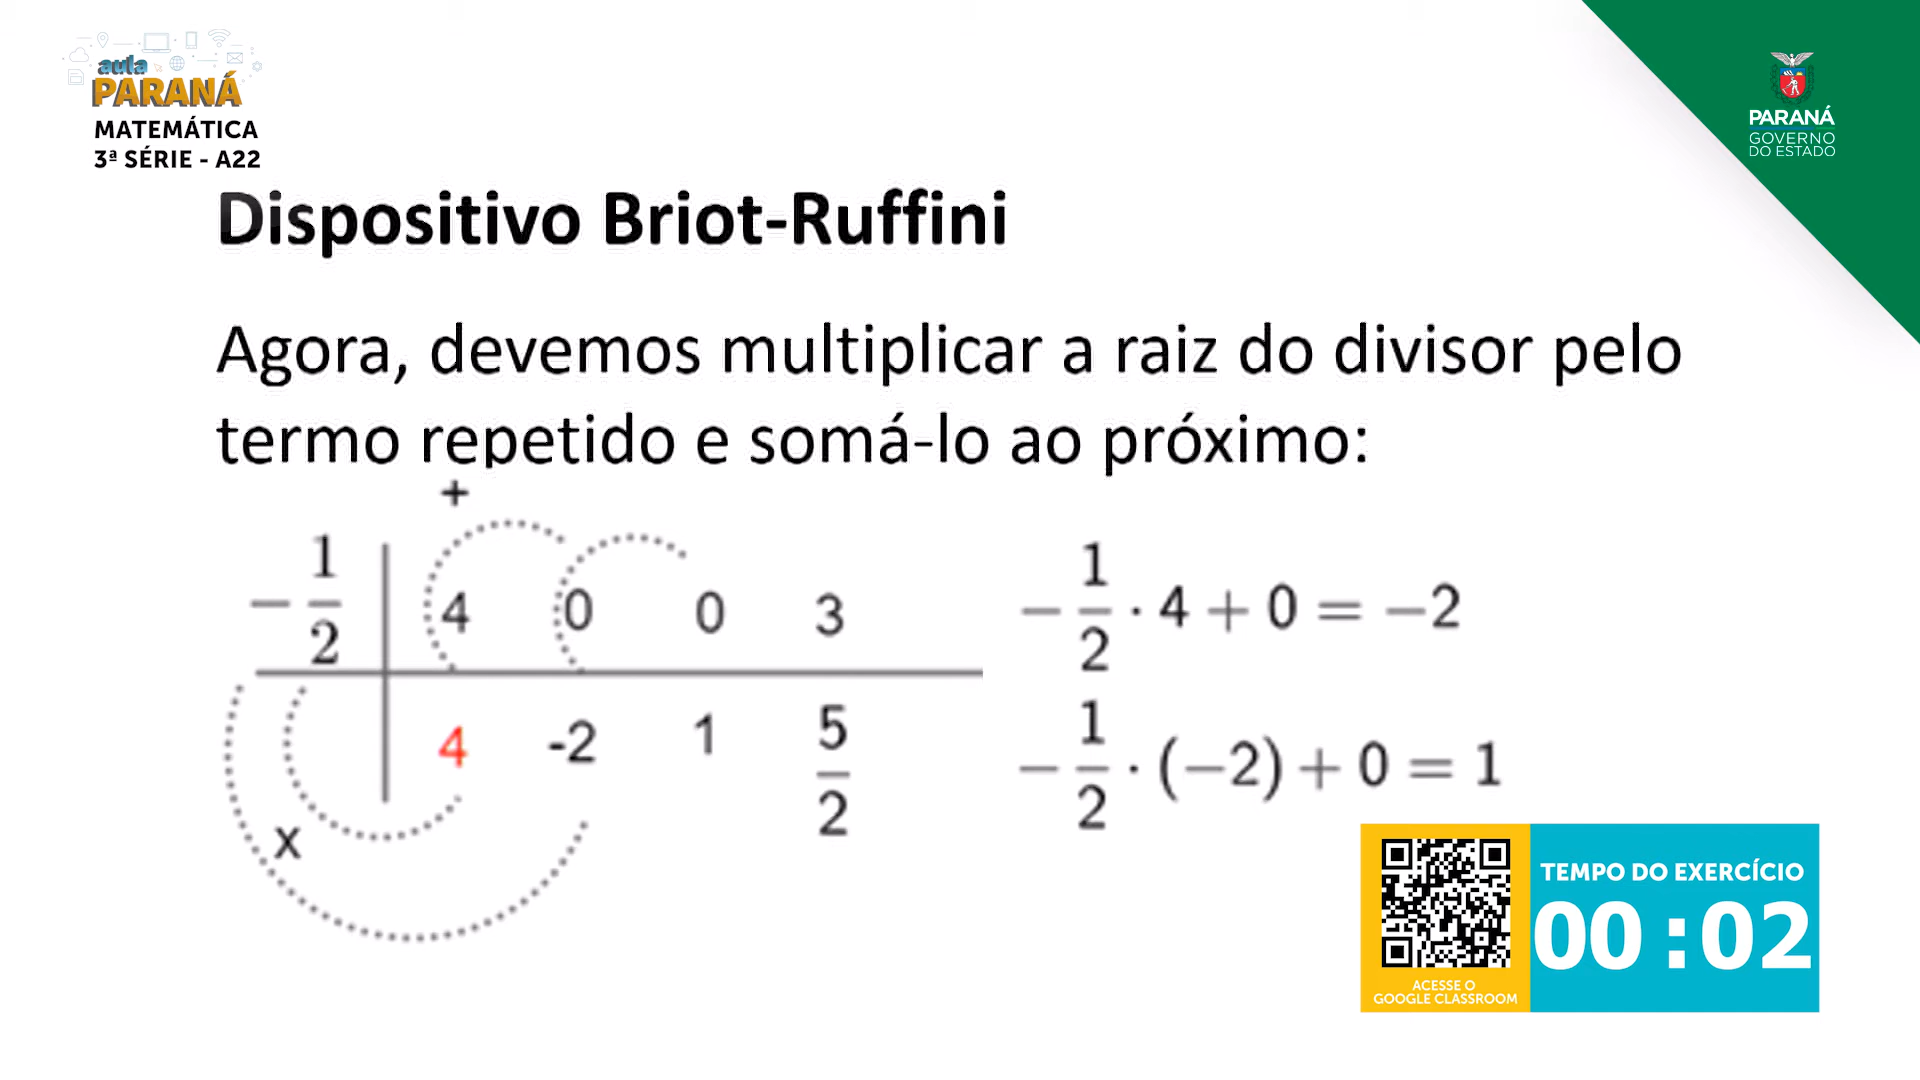 aula
PARANÁ
MATEMÁTICA
3ª SÉRIE - A22
PARANÁ
GOVERNO
DO ESTADO
Dispositivo Briot-Ruffini
Agora, devemos multiplicar a raiz do divisor pelo
termo repetido e somá-lo ao próximo:
+
-1/2 | 4 0 0 3
4 -2 1 5/2
x
-1/2 · 4 + 0 = -2
-1/2 · (-2) + 0 = 1
ACESSE O
GOOGLE CLASSROOM
TEMPO DO EXERCÍCIO
00 :02